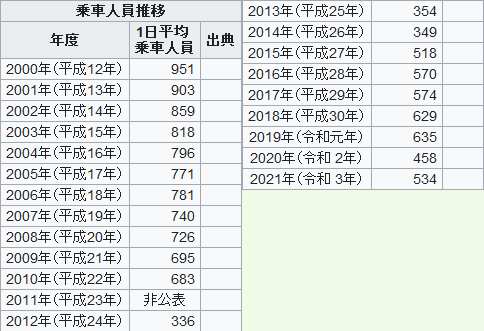 乗車人員推移
年度 1日平均 出典
乗車人員
2000年(平成12年) 951
2001年(平成13年) 903
2002年(平成14年) 859
2003年(平成15年) 818
2004年(平成16年) 796
2005年(平成17年) 771
2006年(平成18年) 781
2007年(平成19年) 740
2008年(平成20年) 726
2009年(平成21年) 695
2010年(平成22年) 683
2011年(平成23年) 非公表
2012年(平成24年) 336
2013年(平成25年) 354
2014年(平成26年) 349
2015年(平成27年) 518
2016年(平成28年) 570
2017年(平成29年) 574
2018年(平成30年) 629
2019年(令和元年) 635
2020年(令和 2年) 458
2021年(令和 3年) 534